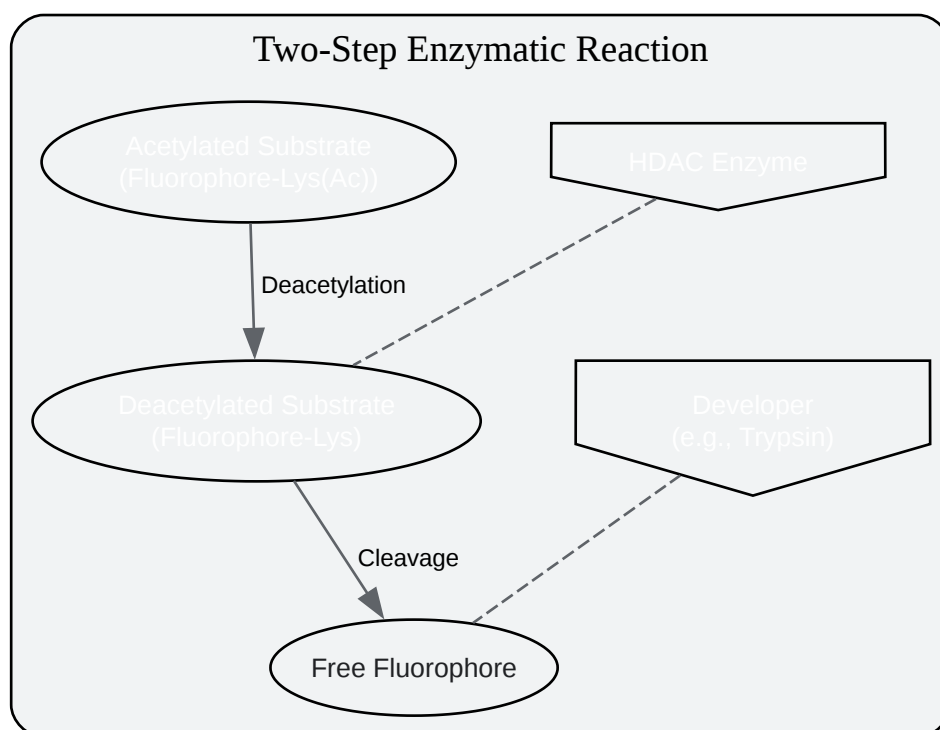 Two-Step Enzymatic Reaction
Acetylated Substrate
(Fluorophore-Lys(Ac))
HDAC Enzyme
Deacetylation
Deacetylated Substrate
(Fluorophore-Lys)
Developer
(e.g., Trypsin)
Cleavage
Free Fluorophore